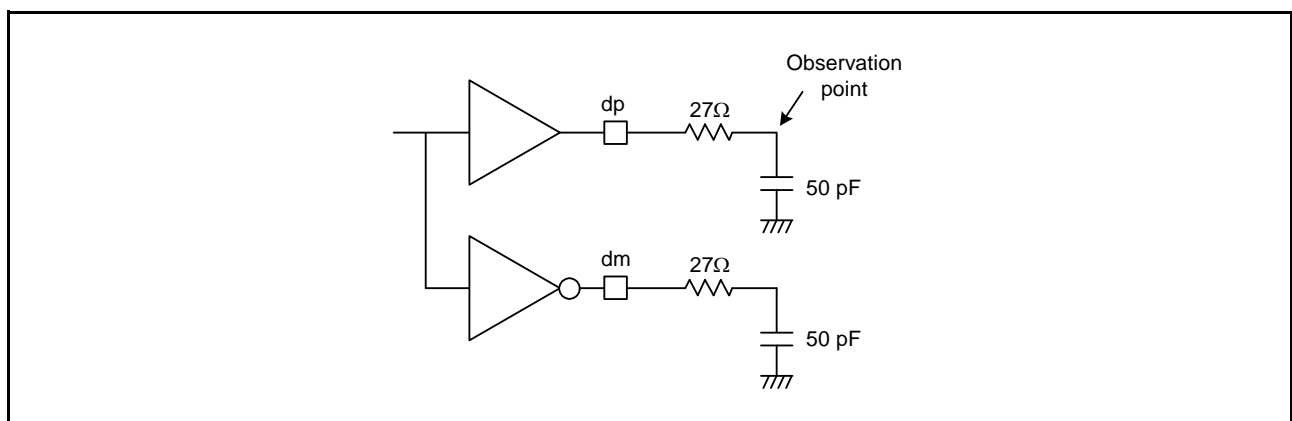 Observation
point
dp
27Ω
50 pF
dm
27Ω
50 pF